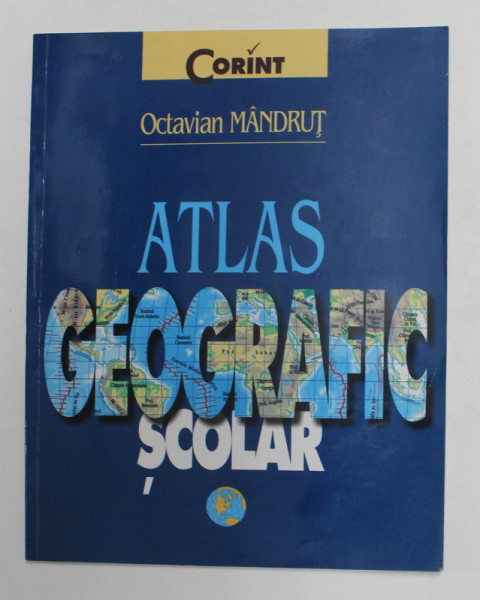 CORINT
Octavian MÂNDRUȚ
ATLAS
GEOGRAFIC
ȘCOLAR